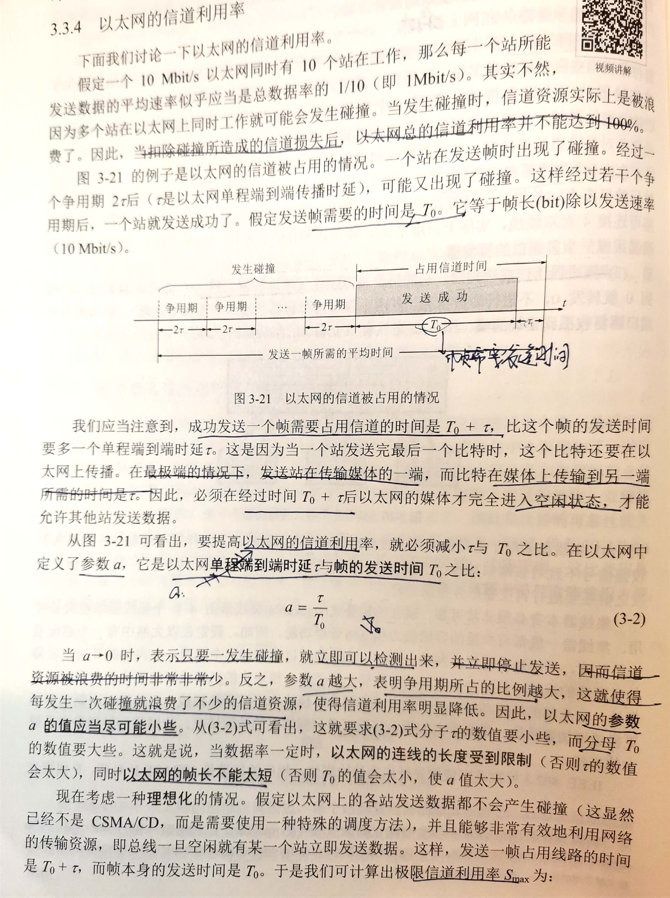 3.3.4 以太网的信道利用率
视频讲解
下面我们讨论一下以太网的信道利用率。
假定一个 10 Mbit/s 以太网同时有 10 个站在工作，那么每一个站所能
发送数据的平均速率似乎应当是总数据率的 1/10（即 1Mbit/s）。其实不然，
因为多个站在以太网上同时工作就可能会发生碰撞。当发生碰撞时，信道资源实际上是被浪
费了。因此，当扣除碰撞所造成的信道损失后，以太网总的信道利用率并不能达到 100%。
图 3-21 的例子是以太网的信道被占用的情况。一个站在发送帧时出现了碰撞。经过一
个争用期 2τ后（τ是以太网单程端到端传播时延），可能又出现了碰撞。这样经过若干个争
用期后，一个站就发送成功了。假定发送帧需要的时间是 T₀。它等于帧长(bit)除以发送速率
(10 Mbit/s)。
发生碰撞 占用信道时间
争用期 争用期 … 争用期 发送成功 t
2τ 2τ 2τ T₀ τ
发送一帧所需的平均时间
图 3-21 以太网的信道被占用的情况
我们应当注意到，成功发送一个帧需要占用信道的时间是 T₀ + τ，比这个帧的发送时间
要多一个单程端到端时延τ。这是因为当一个站发送完最后一个比特时，这个比特还要在以
太网上传播。在最极端的情况下，发送站在传输媒体的一端，而比特在媒体上传输到另一端
所需的时间是τ。因此，必须在经过时间 T₀ + τ后以太网的媒体才完全进入空闲状态，才能
允许其他站发送数据。
从图 3-21 可看出，要提高以太网的信道利用率，就必须减小τ与 T₀ 之比。在以太网中
定义了参数 a，它是以太网单程端到端时延τ与帧的发送时间 T₀ 之比：
a = τ/T₀ (3-2)
当 a→0 时，表示只要一发生碰撞，就立即可以检测出来，并立即停止发送，因而信道
资源被浪费的时间非常非常少。反之，参数 a 越大，表明争用期所占的比例越大，这就使得
每发生一次碰撞就浪费了不少的信道资源，使得信道利用率明显降低。因此，以太网的参数
a 的值应当尽可能小些。从(3-2)式可看出，这就要求(3-2)式分子τ的数值要小些，而分母 T₀
的数值要大些。这就是说，当数据率一定时，以太网的连线的长度受到限制（否则τ的数值
会太大），同时以太网的帧长不能太短（否则 T₀ 的值会太小，使 a 值太大）。
现在考虑一种理想化的情况。假定以太网上的各站发送数据都不会产生碰撞（这显然
已经不是 CSMA/CD，而是需要使用一种特殊的调度方法），并且能够非常有效地利用网络
的传输资源，即总线一旦空闲就有某一个站立即发送数据。这样，发送一帧占用线路的时间
是 T₀ + τ，而帧本身的发送时间是 T₀。于是我们可计算出极限信道利用率 Smax 为：